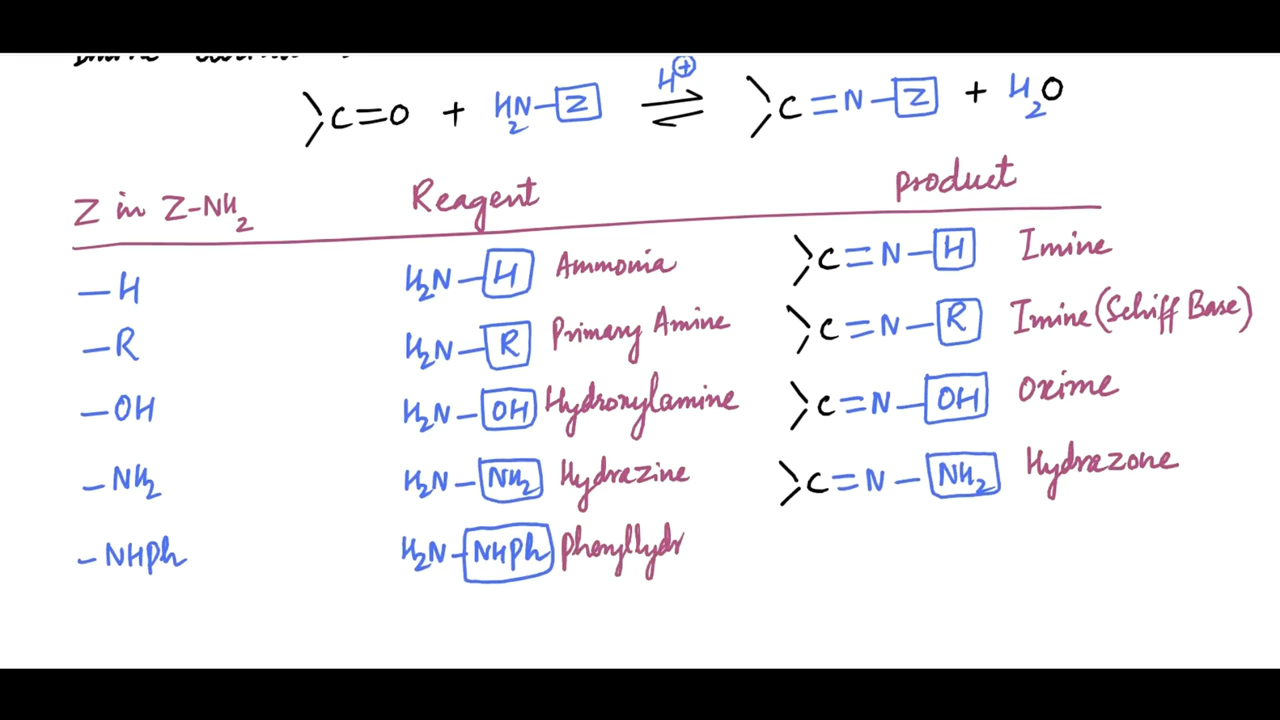 >C=O + H₂N-Z ⇌ H⊕ >C=N-Z + H₂O
Z in Z-NH₂ Reagent product
-H H₂N-H Ammonia >C=N-H Imine
-R H₂N-R Primary Amine >C=N-R Imine (Schiff Base)
-OH H₂N-OH Hydroxylamine >C=N-OH Oxime
-NH₂ H₂N-NH₂ Hydrazine >C=N-NH₂ Hydrazone
-NHPh H₂N-NHPh Phenylhydr